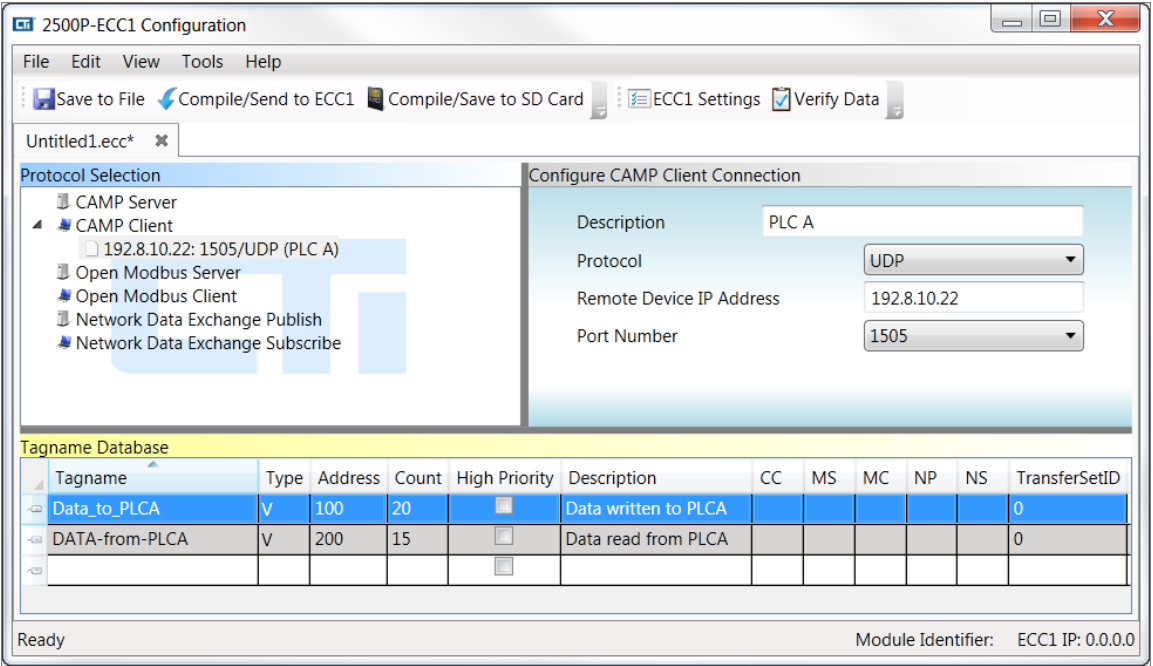 CTI 2500P-ECC1 Configuration
File Edit View Tools Help
Save to File Compile/Send to ECC1 Compile/Save to SD Card ECC1 Settings Verify Data
Untitled1.ecc*
Protocol Selection
CAMP Server
CAMP Client
192.8.10.22: 1505/UDP (PLC A)
Open Modbus Server
Open Modbus Client
Network Data Exchange Publish
Network Data Exchange Subscribe
CTi
Configure CAMP Client Connection
Description PLC A
Protocol UDP
Remote Device IP Address 192.8.10.22
Port Number 1505
Tagname Database
Tagname Type Address Count High Priority Description CC MS MC NP NS TransferSetID
Data_to_PLCA V 100 20 Data written to PLCA 0
DATA-from-PLCA V 200 15 Data read from PLCA 0
Ready Module Identifier: ECC1 IP: 0.0.0.0